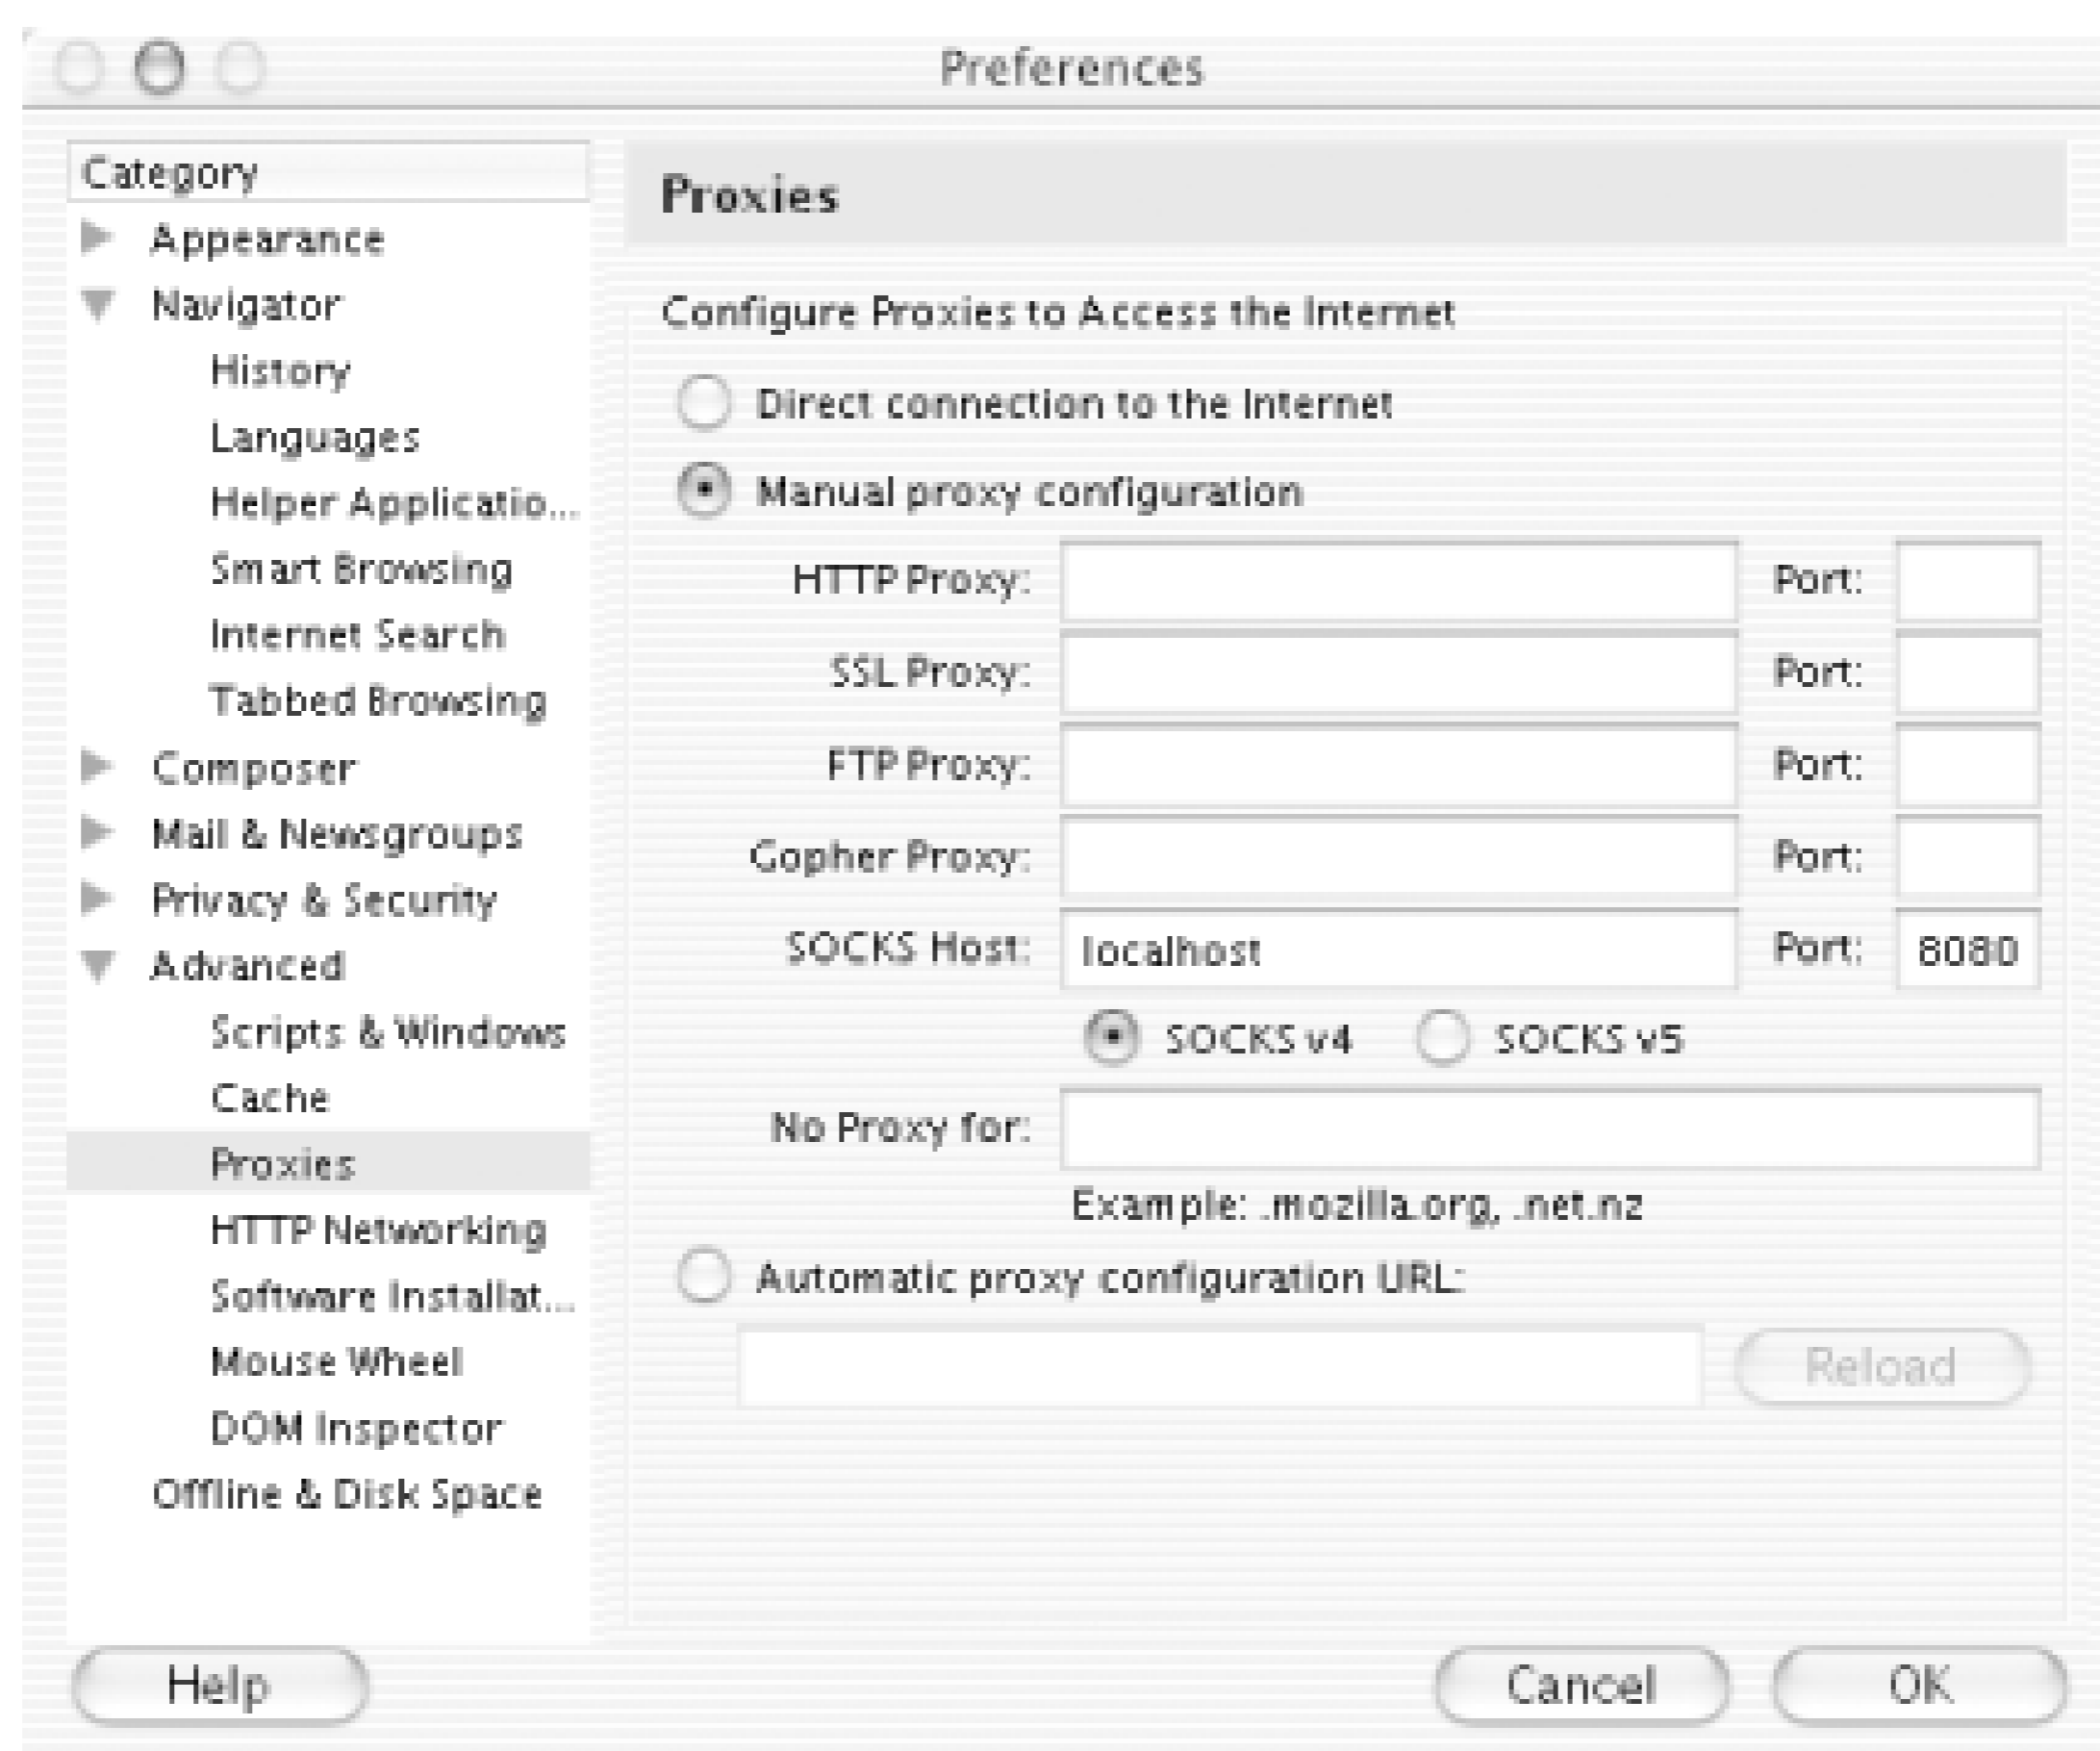 Preferences
Category
Appearance
Navigator
History
Languages
Helper Applicatio...
Smart Browsing
Internet Search
Tabbed Browsing
Composer
Mail & Newsgroups
Privacy & Security
Advanced
Scripts & Windows
Cache
Proxies
HTTP Networking
Software Installat...
Mouse Wheel
DOM Inspector
Offline & Disk Space
Proxies
Configure Proxies to Access the Internet
Direct connection to the Internet
Manual proxy configuration
HTTP Proxy: Port:
SSL Proxy: Port:
FTP Proxy: Port:
Gopher Proxy: Port:
SOCKS Host: localhost Port: 8080
SOCKS v4 SOCKS v5
No Proxy for:
Example: .mozilla.org, .net.nz
Automatic proxy configuration URL:
Reload
Help Cancel OK